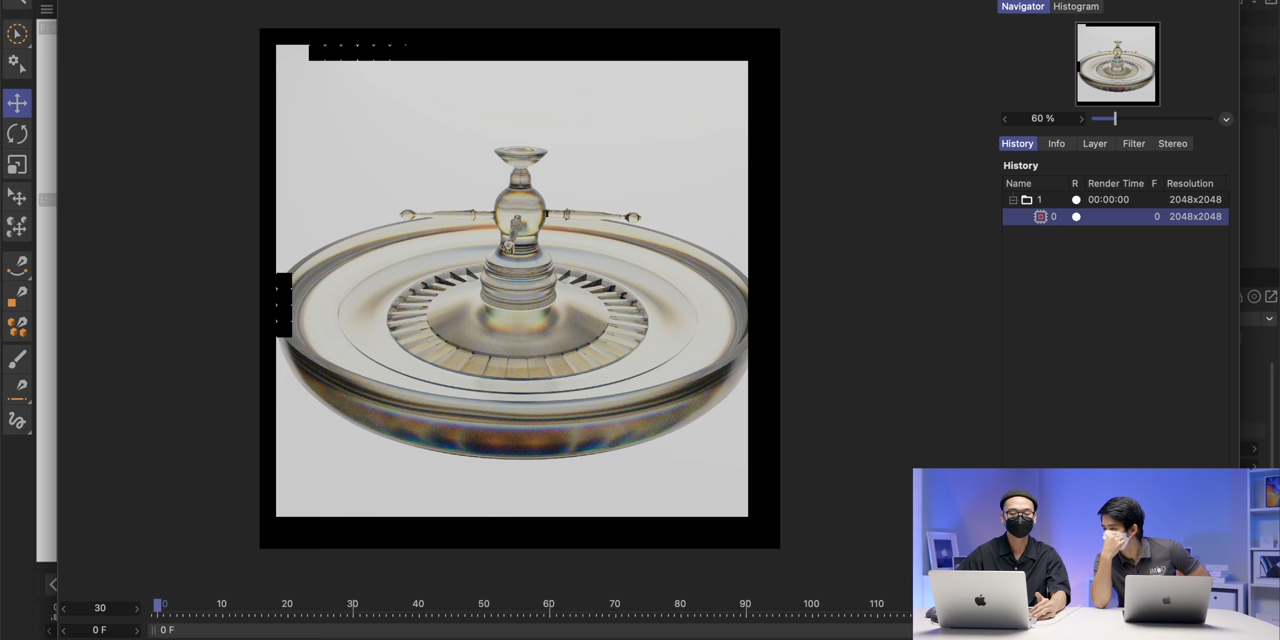 Navigator Histogram
60 %
History Info Layer Filter Stereo
History
Name R Render Time F Resolution
1 00:00:00 2048x2048
0 0 2048x2048
30 0 10 20 30 40 50 60 70 80 90 100 110
0 F 0 F